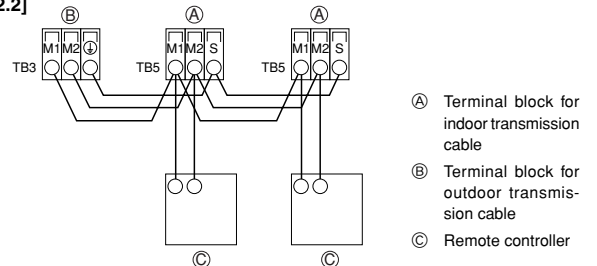 2.2]
Ⓑ Ⓐ Ⓐ
M1 M2 ⏚ M1 M2 S M1 M2 S
TB3 TB5 TB5
Ⓒ Ⓒ
Ⓐ Terminal block for
indoor transmission
cable
Ⓑ Terminal block for
outdoor transmis-
sion cable
Ⓒ Remote controller